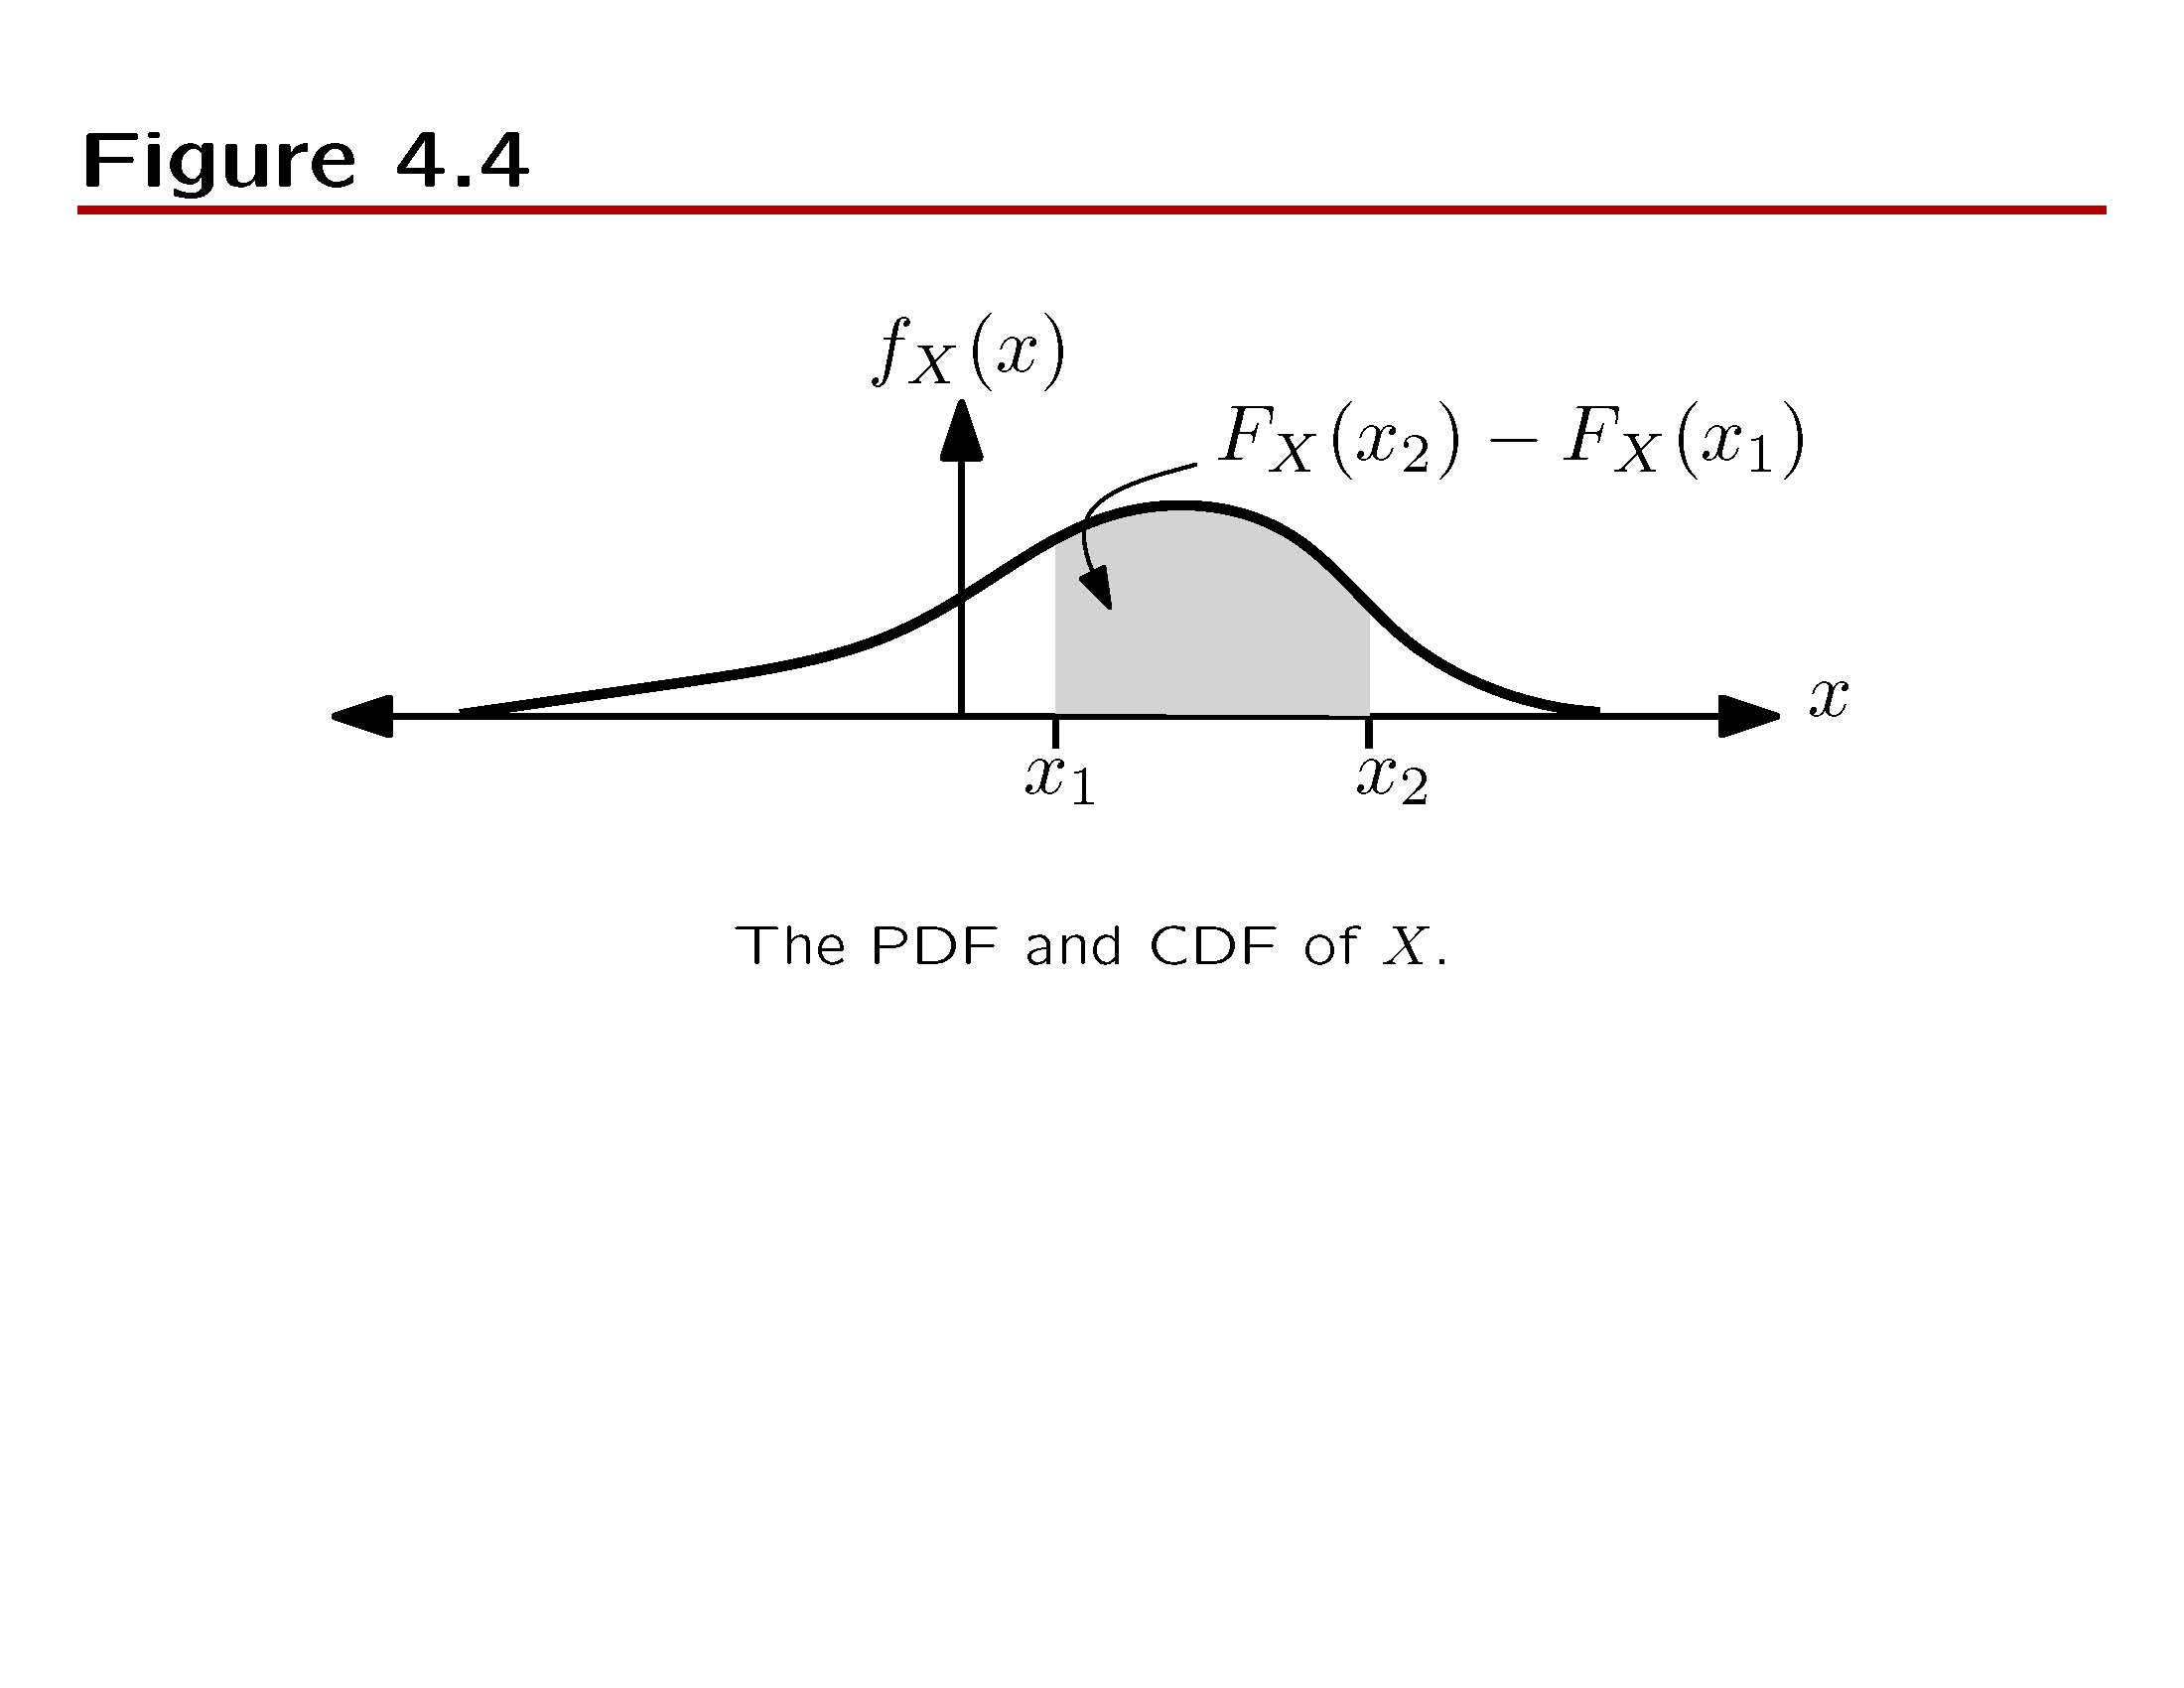 Figure 4.4
f_X(x)
F_X(x_2) − F_X(x_1)
x
x_1 x_2
The PDF and CDF of X.